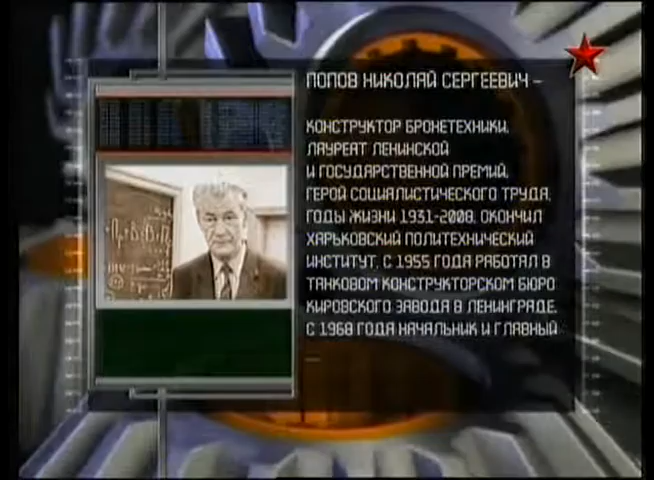 ПОПОВ НИКОЛАЙ СЕРГЕЕВИЧ –
КОНСТРУКТОР БРОНЕТЕХНИКИ,
ЛАУРЕАТ ЛЕНИНСКОЙ
И ГОСУДАРСТВЕННОЙ ПРЕМИЙ,
ГЕРОЙ СОЦИАЛИСТИЧЕСКОГО ТРУДА.
ГОДЫ ЖИЗНИ 1931-2008. ОКОНЧИЛ
ХАРЬКОВСКИЙ ПОЛИТЕХНИЧЕСКИЙ
ИНСТИТУТ. С 1955 ГОДА РАБОТАЛ В
ТАНКОВОМ КОНСТРУКТОРСКОМ БЮРО
КИРОВСКОГО ЗАВОДА В ЛЕНИНГРАДЕ.
С 1968 ГОДА НАЧАЛЬНИК И ГЛАВНЫЙ